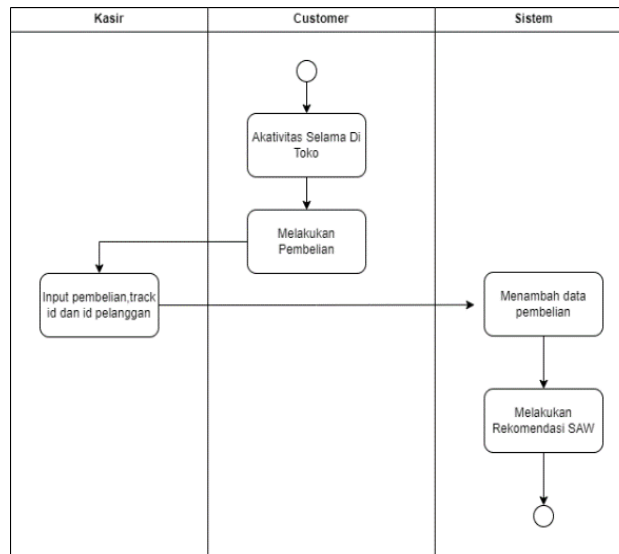 Kasir
Customer
Sistem
Akativitas Selama Di
Toko
Melakukan
Pembelian
Input pembelian,track
id dan id pelanggan
Menambah data
pembelian
Melakukan
Rekomendasi SAW